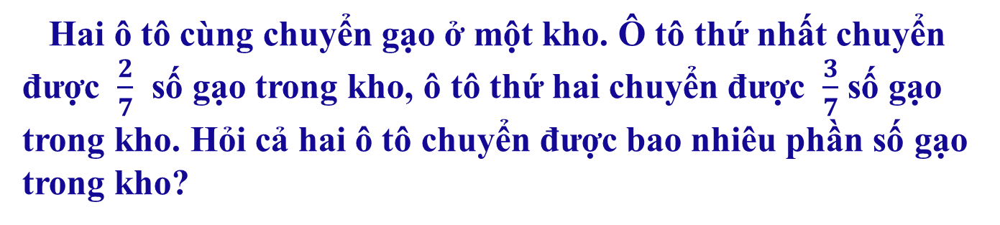 Hai ô tô cùng chuyển gạo ở một kho. Ô tô thứ nhất chuyển
được 2/7 số gạo trong kho, ô tô thứ hai chuyển được 3/7 số gạo
trong kho. Hỏi cả hai ô tô chuyển được bao nhiêu phần số gạo
trong kho?